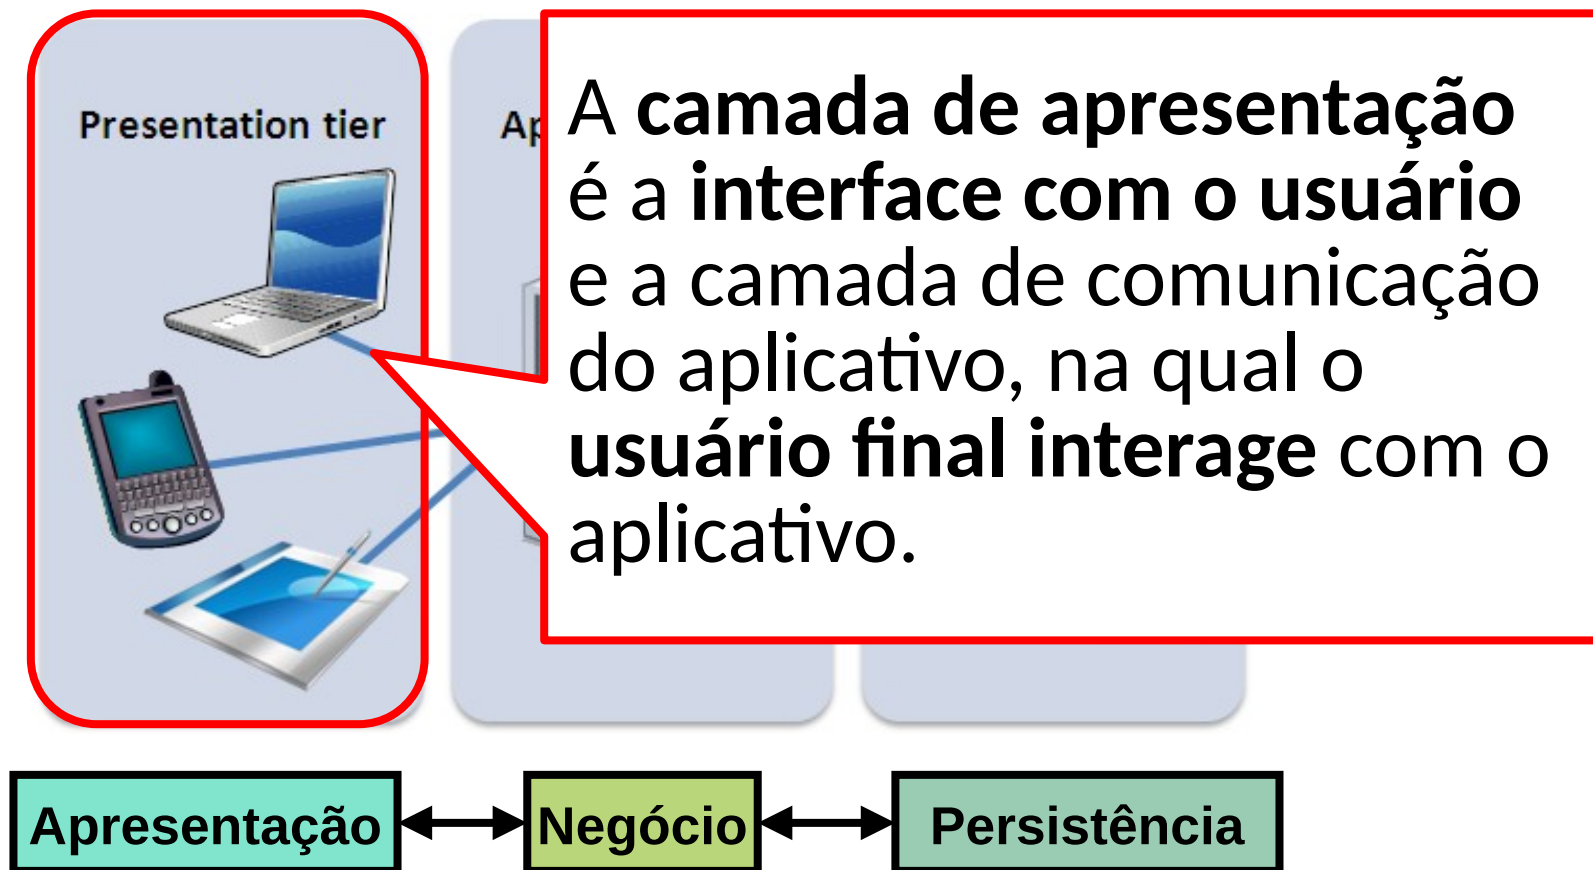 Presentation tier
Ap
A camada de apresentação
é a interface com o usuário
e a camada de comunicação
do aplicativo, na qual o
usuário final interage com o
aplicativo.
Apresentação
Negócio
Persistência